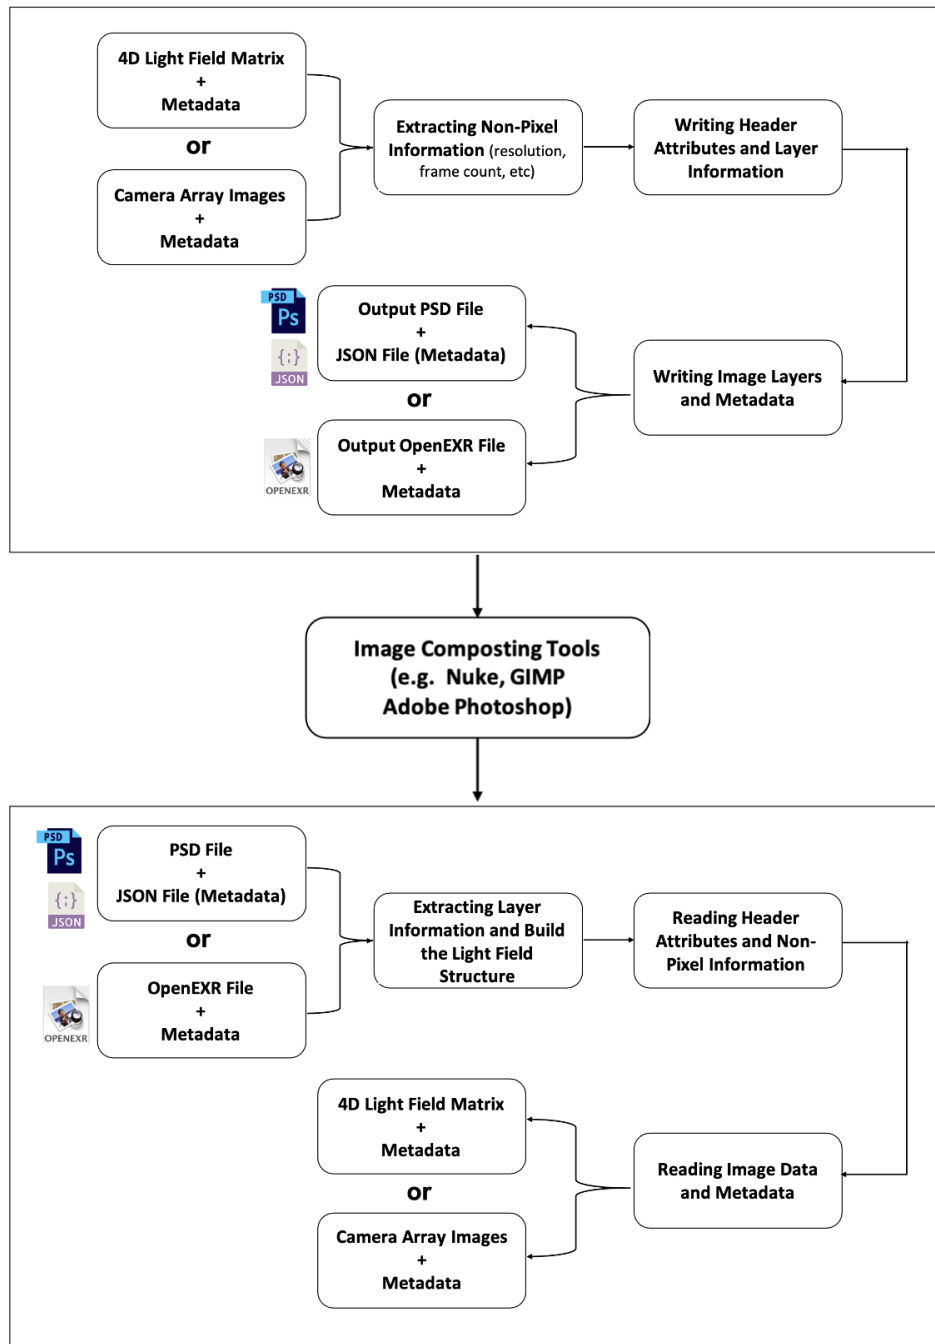 4D Light Field Matrix
+
Metadata
or
Camera Array Images
+
Metadata
Extracting Non-Pixel
Information (resolution,
frame count, etc)
Writing Header
Attributes and Layer
Information
PSD
Ps
{;}
JSON
Output PSD File
+
JSON File (Metadata)
or
OPENEXR
Output OpenEXR File
+
Metadata
Writing Image Layers
and Metadata
Image Composting Tools
(e.g. Nuke, GIMP
Adobe Photoshop)
PSD
Ps
{;}
JSON
PSD File
+
JSON File (Metadata)
or
OPENEXR
OpenEXR File
+
Metadata
Extracting Layer
Information and Build
the Light Field
Structure
Reading Header
Attributes and Non-
Pixel Information
4D Light Field Matrix
+
Metadata
or
Camera Array Images
+
Metadata
Reading Image Data
and Metadata